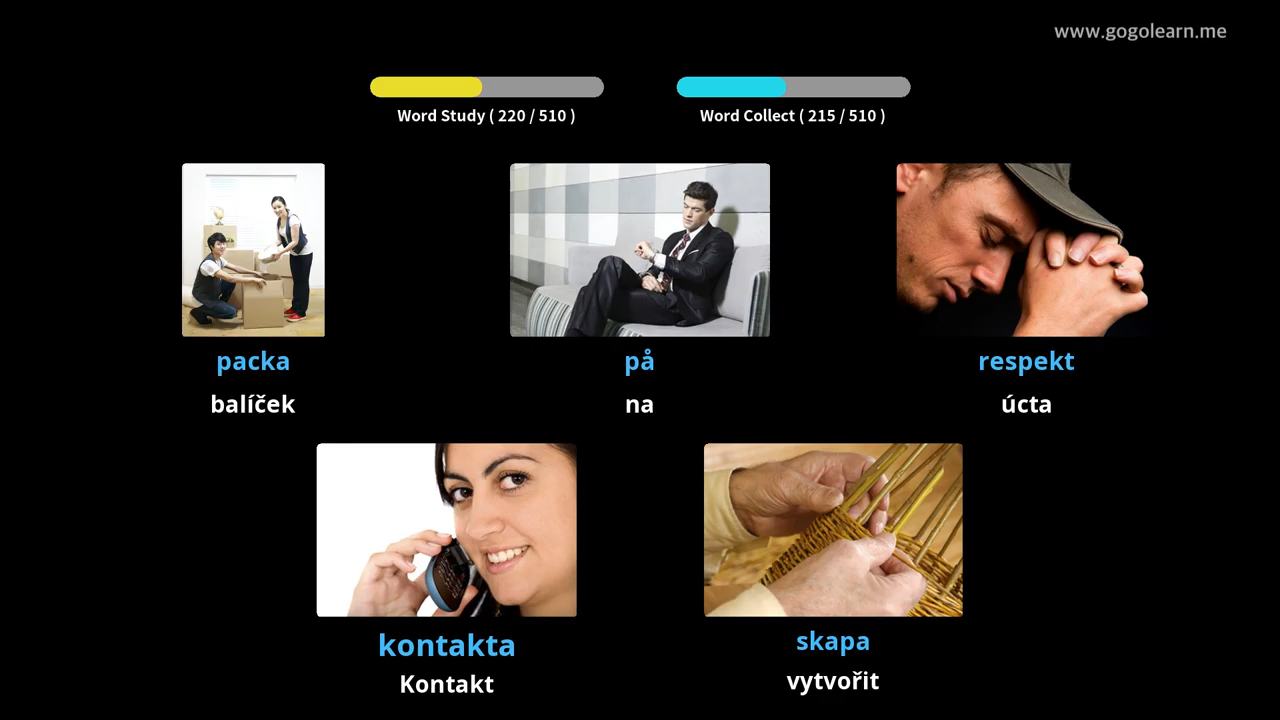 www.gogolearn.me
Word Study ( 220 / 510 )
Word Collect ( 215 / 510 )
packa
på
respekt
balíček
na
úcta
kontakta
skapa
Kontakt
vytvořit